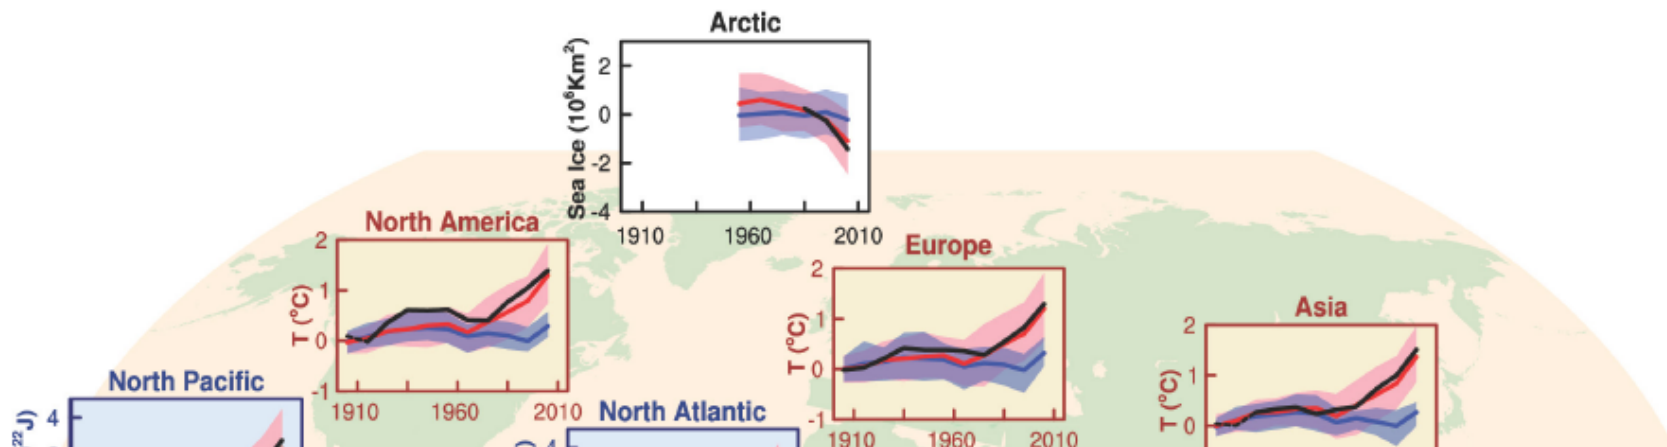 Arctic
Sea Ice (10⁶Km²)
2
0
-2
-4
1910 1960 2010
North America
T (°C)
2
1
0
-1
1910 1960 2010
Europe
T (°C)
2
1
0
-1
1910 1960 2010
Asia
T (°C)
2
1
0
North Pacific
²²J)
4
North Atlantic
4